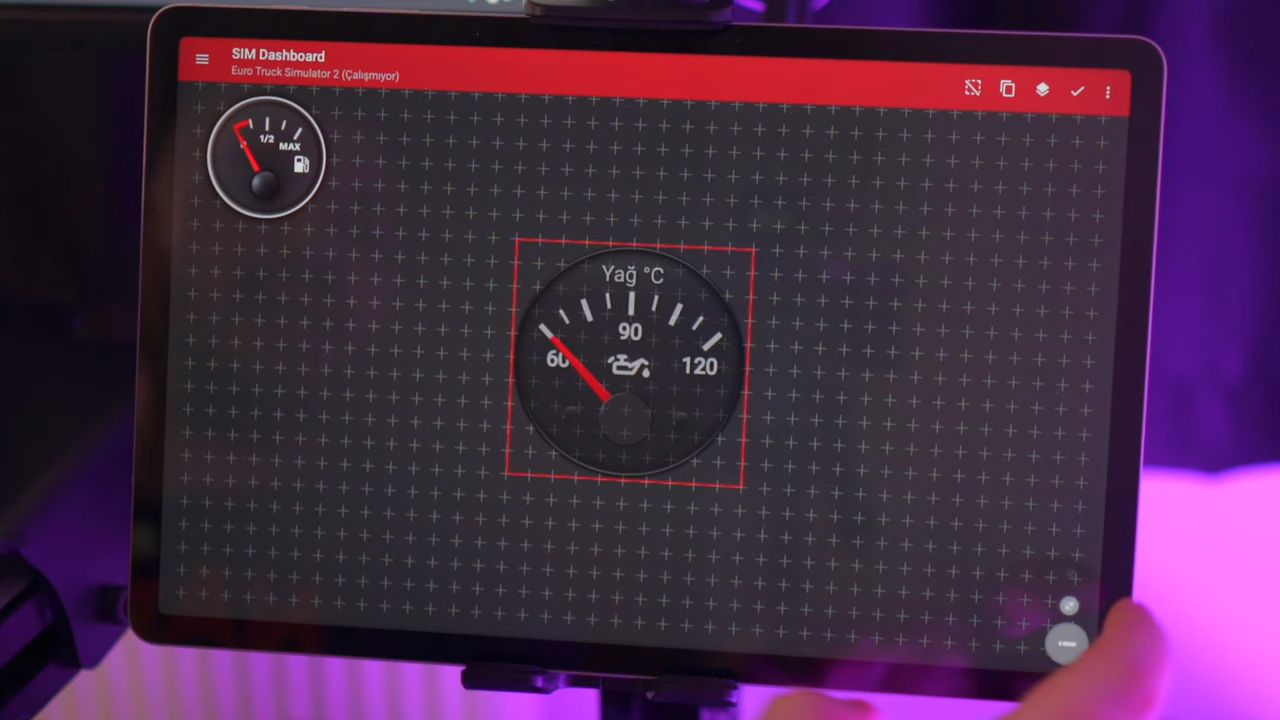 SIM Dashboard
Euro Truck Simulator 2 (Çalışmıyor)
1/2
MAX
Yağ °C
90
60
120